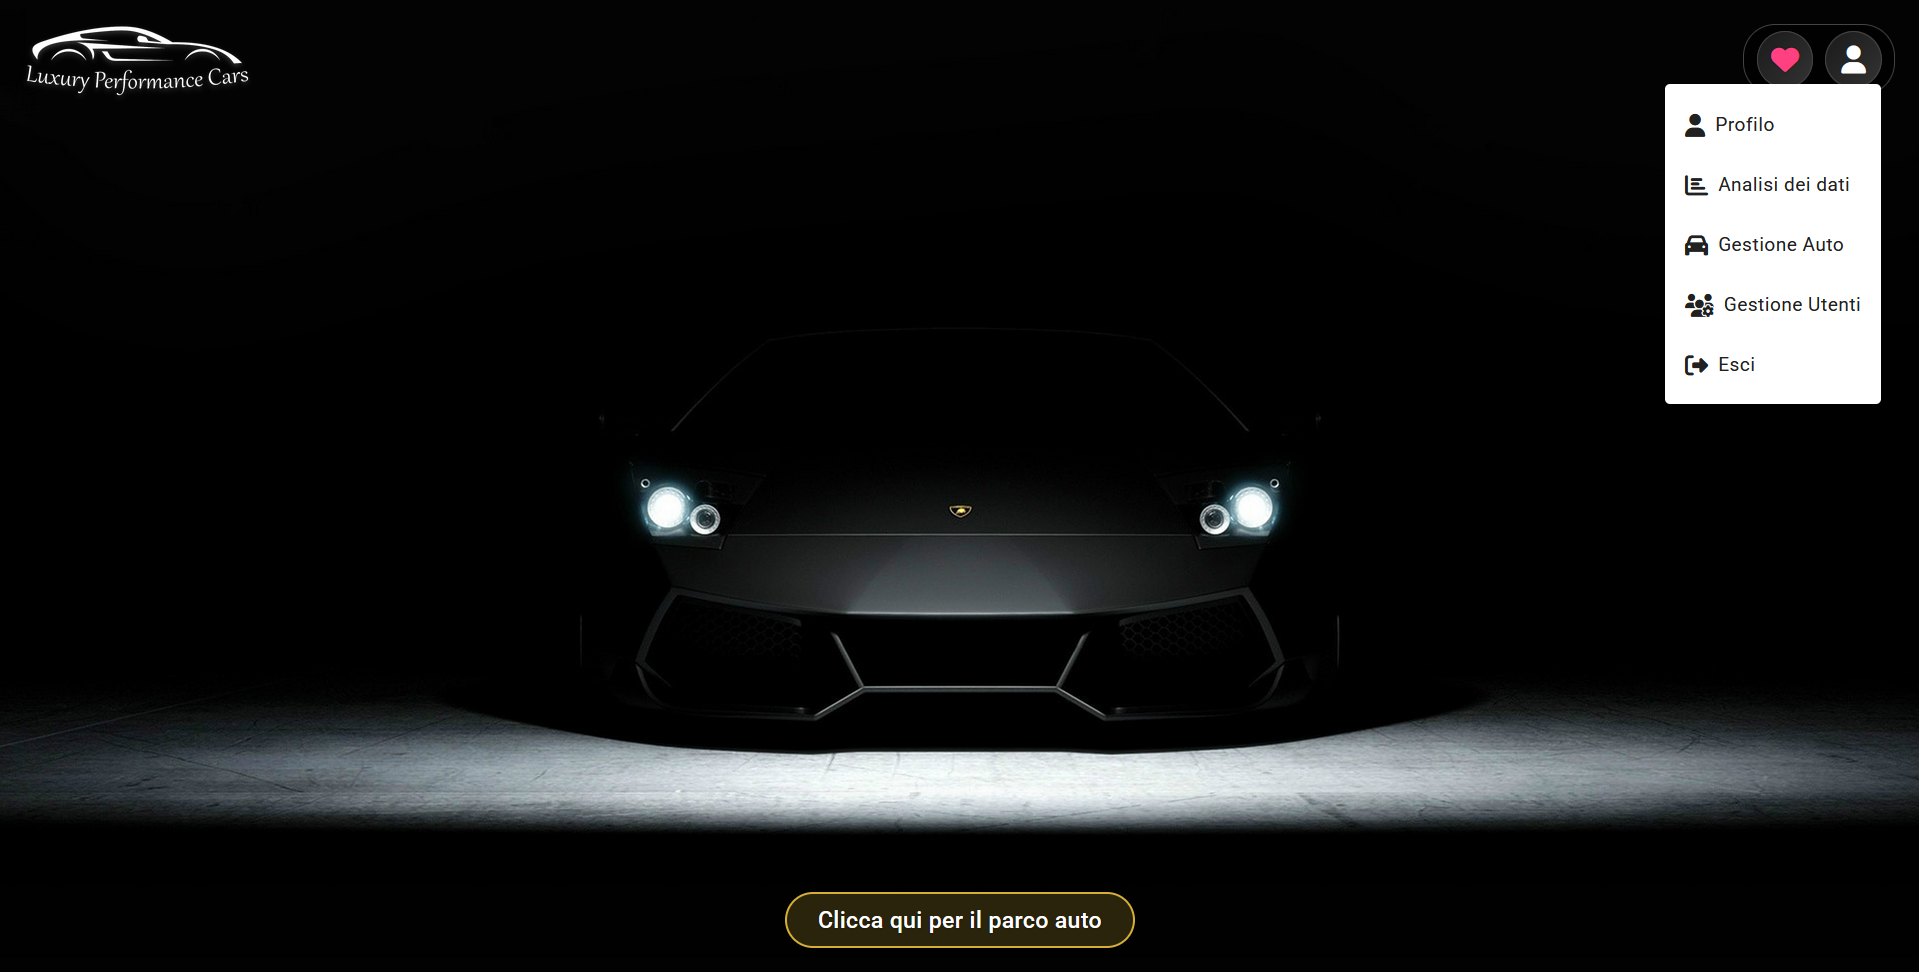 Luxury Performance Cars
Profilo
Analisi dei dati
Gestione Auto
Gestione Utenti
Esci
Clicca qui per il parco auto